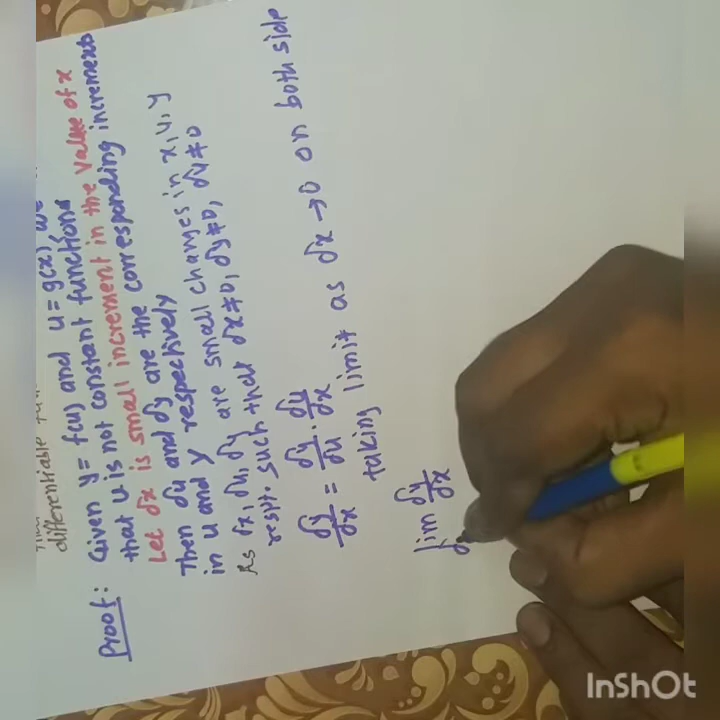 differentiable fun
Proof: Given y = f(u) and u = g(x) we
that u is not constant functions
Let δx is small increment in the value of x
Then δu and δy are the corresponding increments
in u and y respectively
As δx, δu, δy are small changes in x, u, y
resp. such that δx ≠ 0, δy ≠ 0, δu ≠ 0
δy/δx = δy/δu · δy/δx
taking limit as δx → 0 on both side
lim δy/δx
InShOt